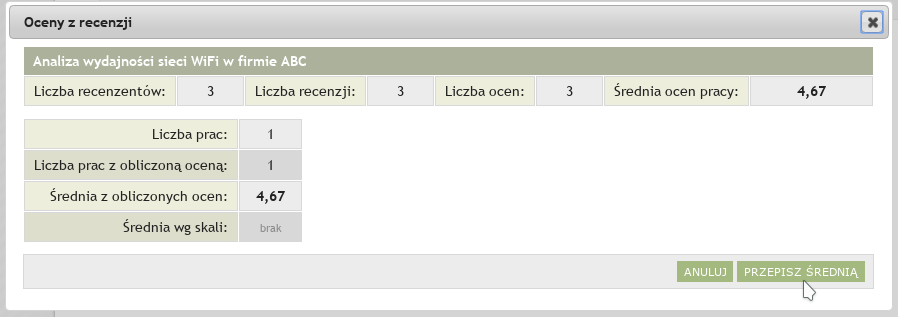 Oceny z recenzji
Analiza wydajności sieci WiFi w firmie ABC
Liczba recenzentów: 3 Liczba recenzji: 3 Liczba ocen: 3 Średnia ocen pracy: 4,67
Liczba prac: 1
Liczba prac z obliczoną oceną: 1
Średnia z obliczonych ocen: 4,67
Średnia wg skali: brak
ANULUJ PRZEPISZ ŚREDNIĄ